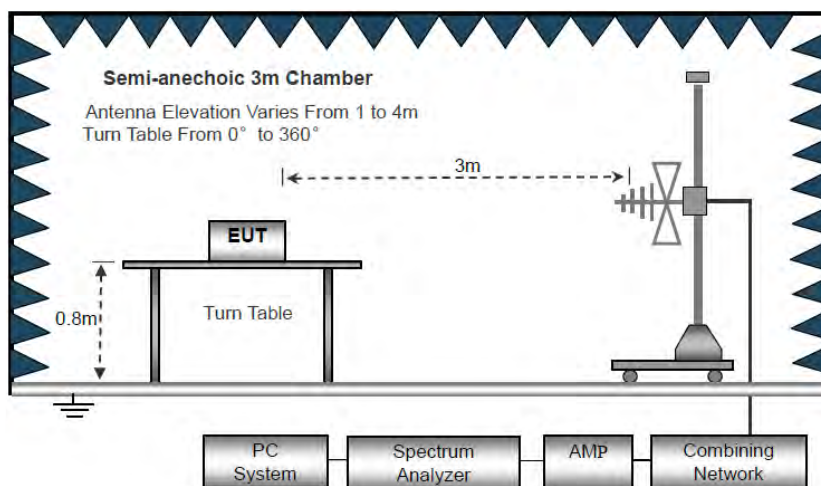 Semi-anechoic 3m Chamber
Antenna Elevation Varies From 1 to 4m
Turn Table From 0° to 360°
3m
EUT
0.8m
Turn Table
PC
System
Spectrum
Analyzer
AMP
Combining
Network